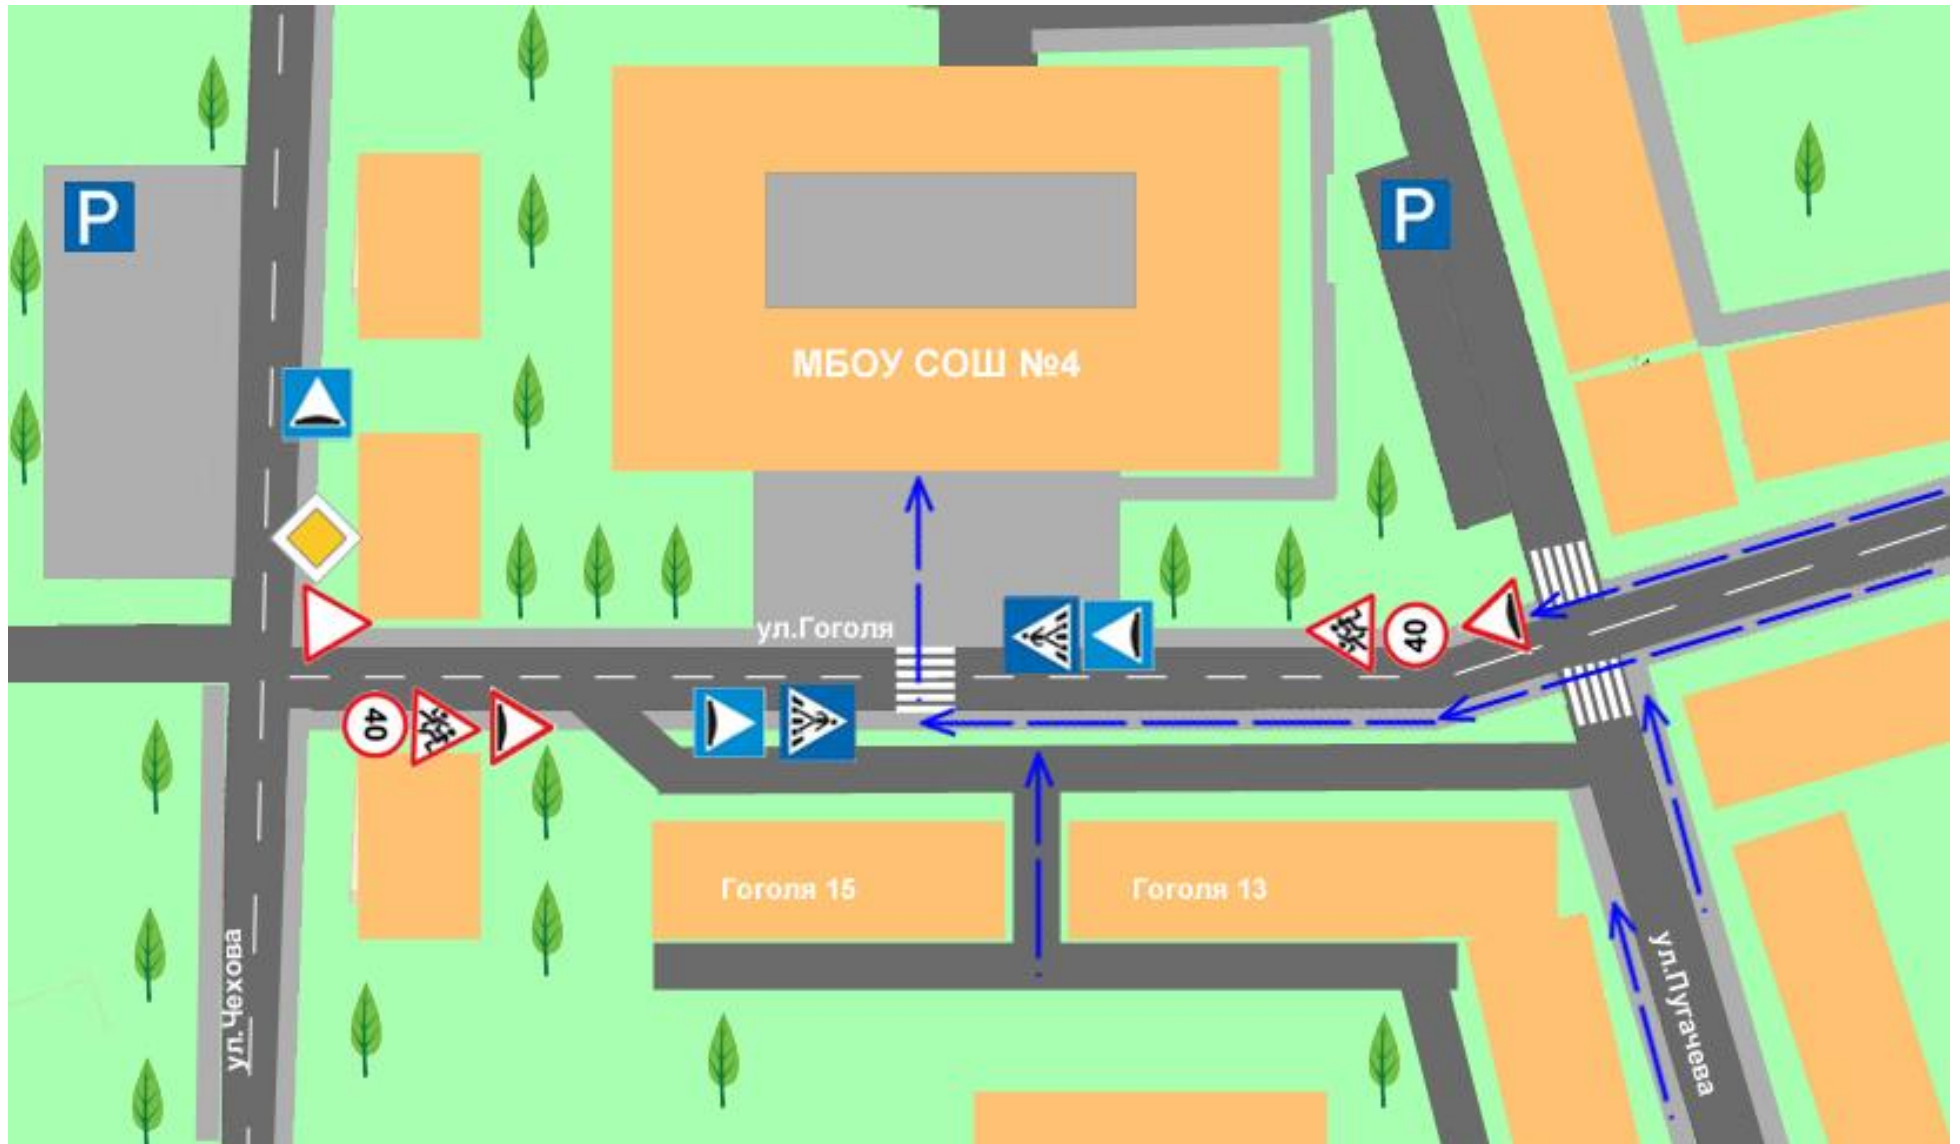 P
P
МБОУ СОШ №4
ул.Гоголя
40
40
Гоголя 15
Гоголя 13
ул.Чехова
ул.Пугачева